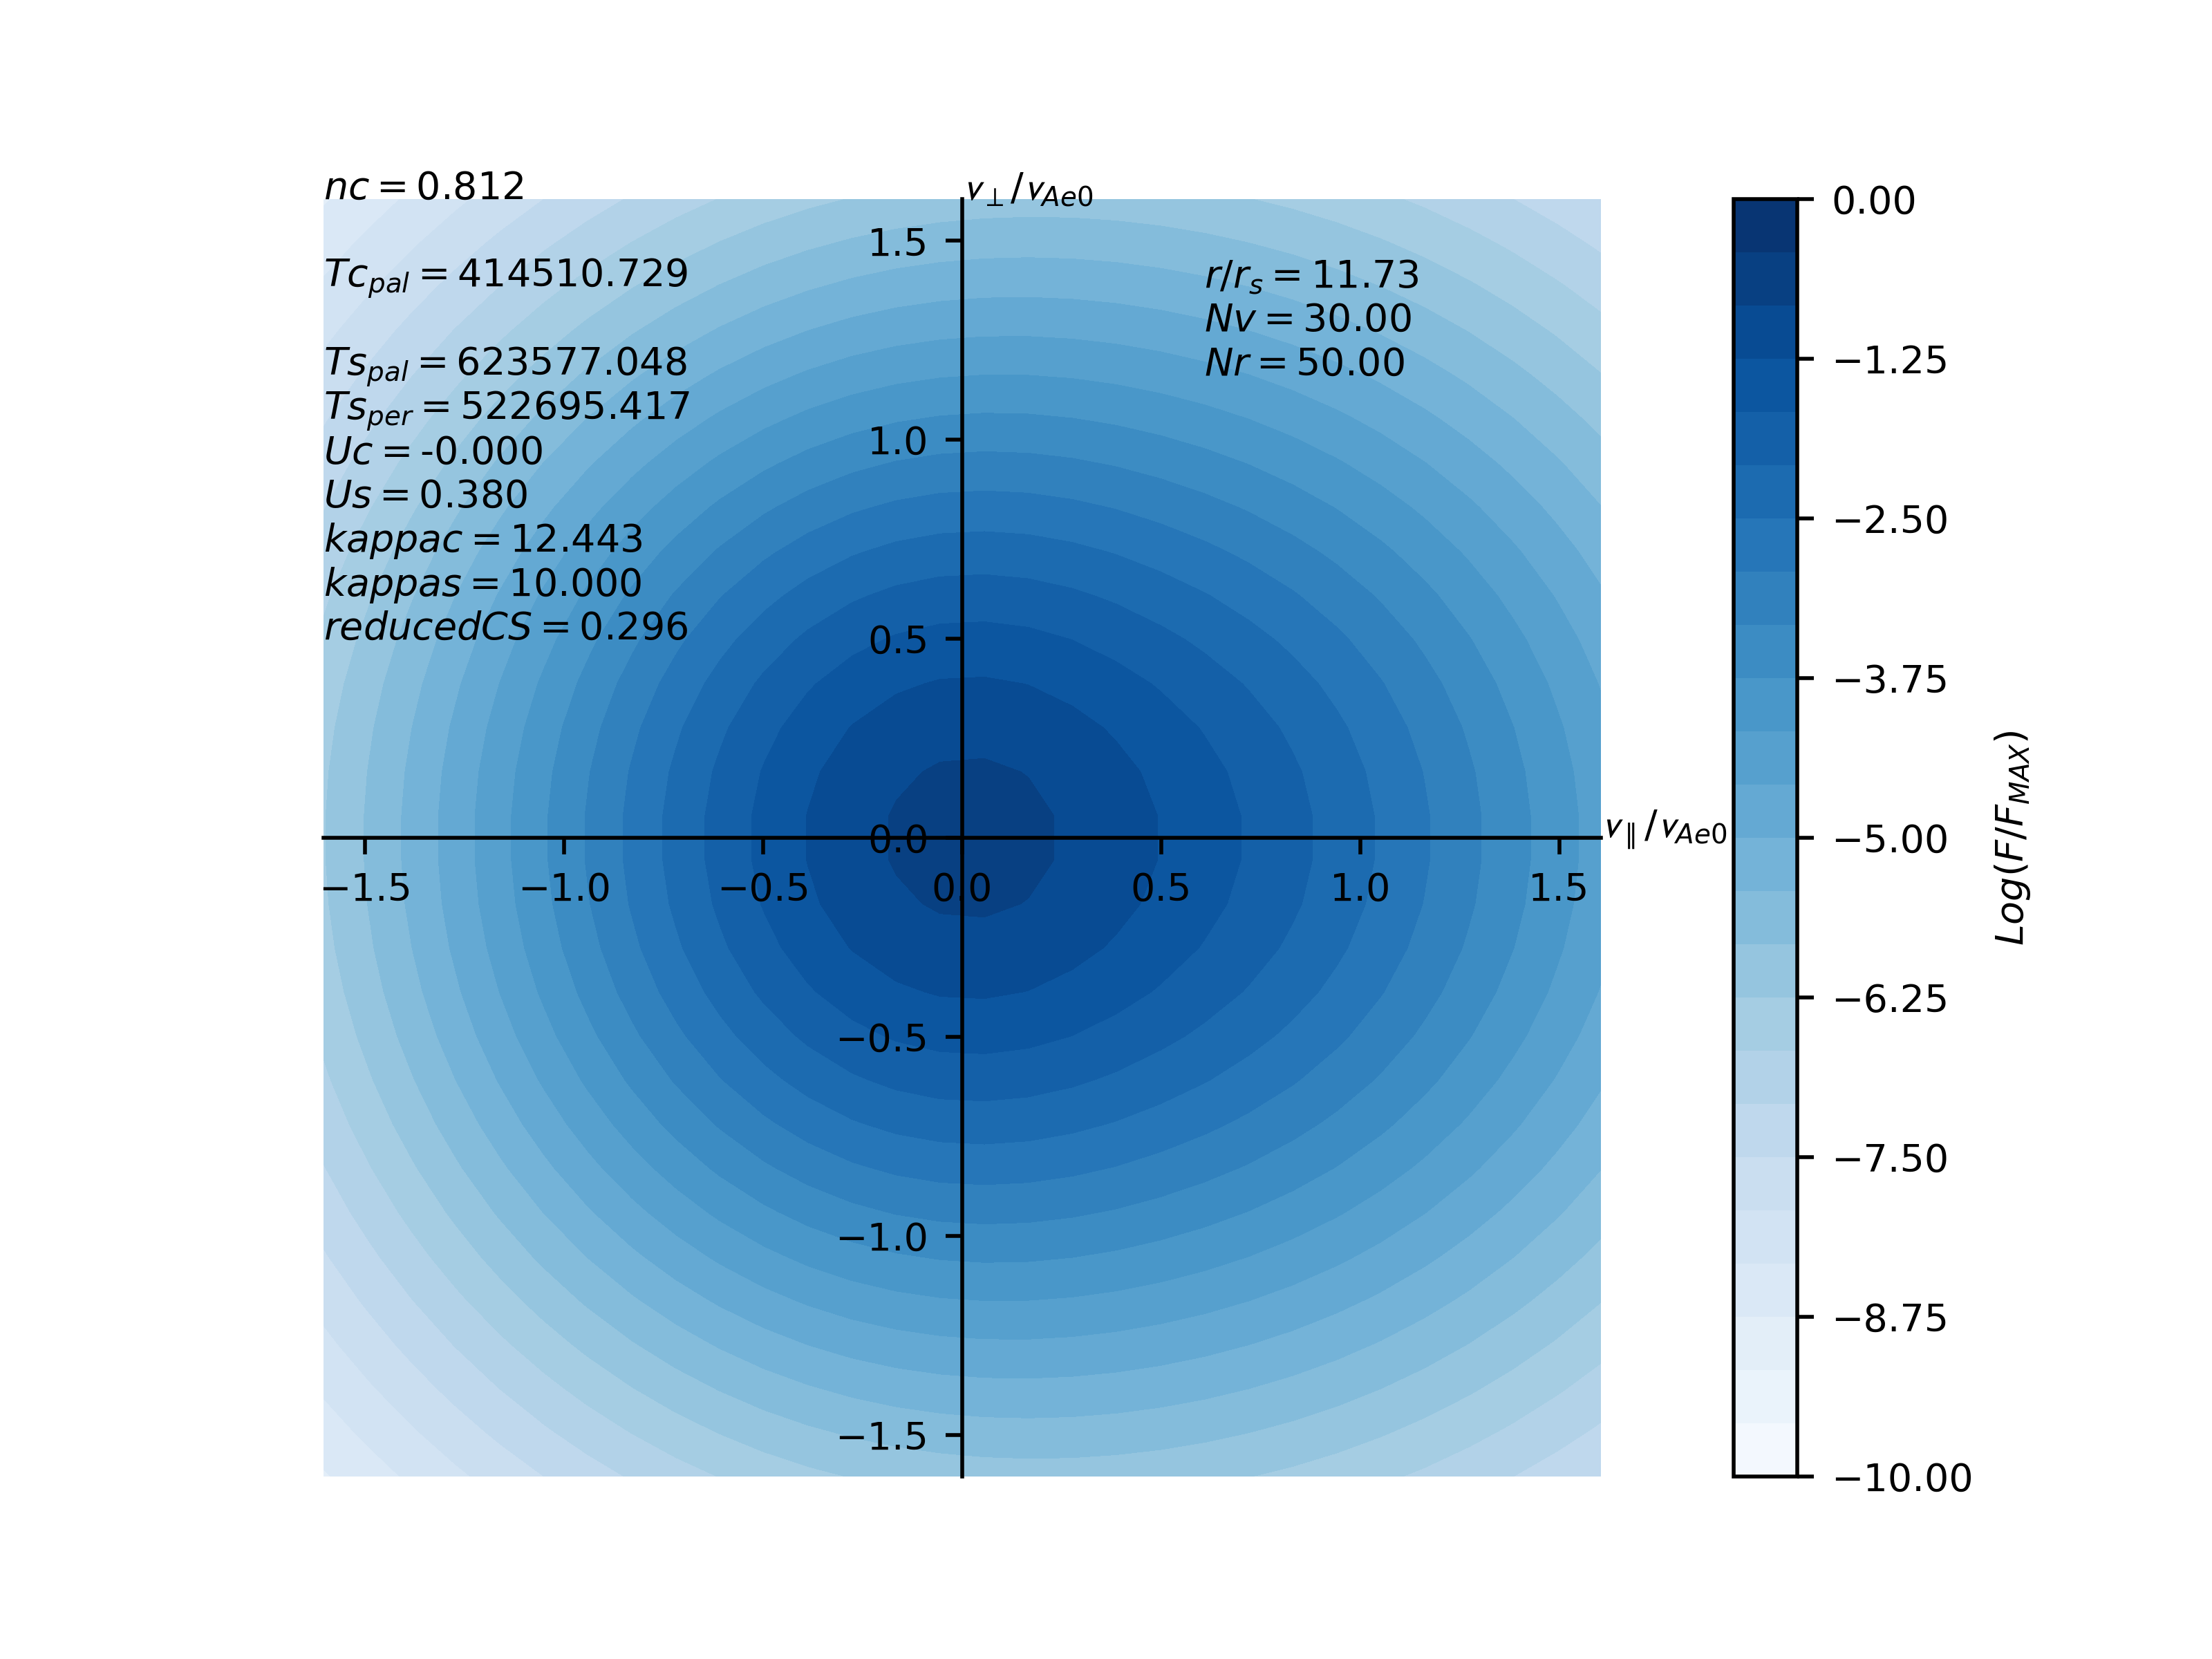 nc = 0.812
v⊥/vAe0
Tcpal = 414510.729
Tspal = 623577.048
Tsper = 522695.417
Uc = -0.000
Us = 0.380
kappac = 12.443
kappas = 10.000
reducedCS = 0.296
r/rs = 11.73
Nv = 30.00
Nr = 50.00
1.5
1.0
0.5
0.0
−0.5
−1.0
−1.5
−1.5 −1.0 −0.5 0.0 0.5 1.0 1.5
v∥/vAe0
0.00
−1.25
−2.50
−3.75
−5.00
−6.25
−7.50
−8.75
−10.00
Log(F/FMAX)